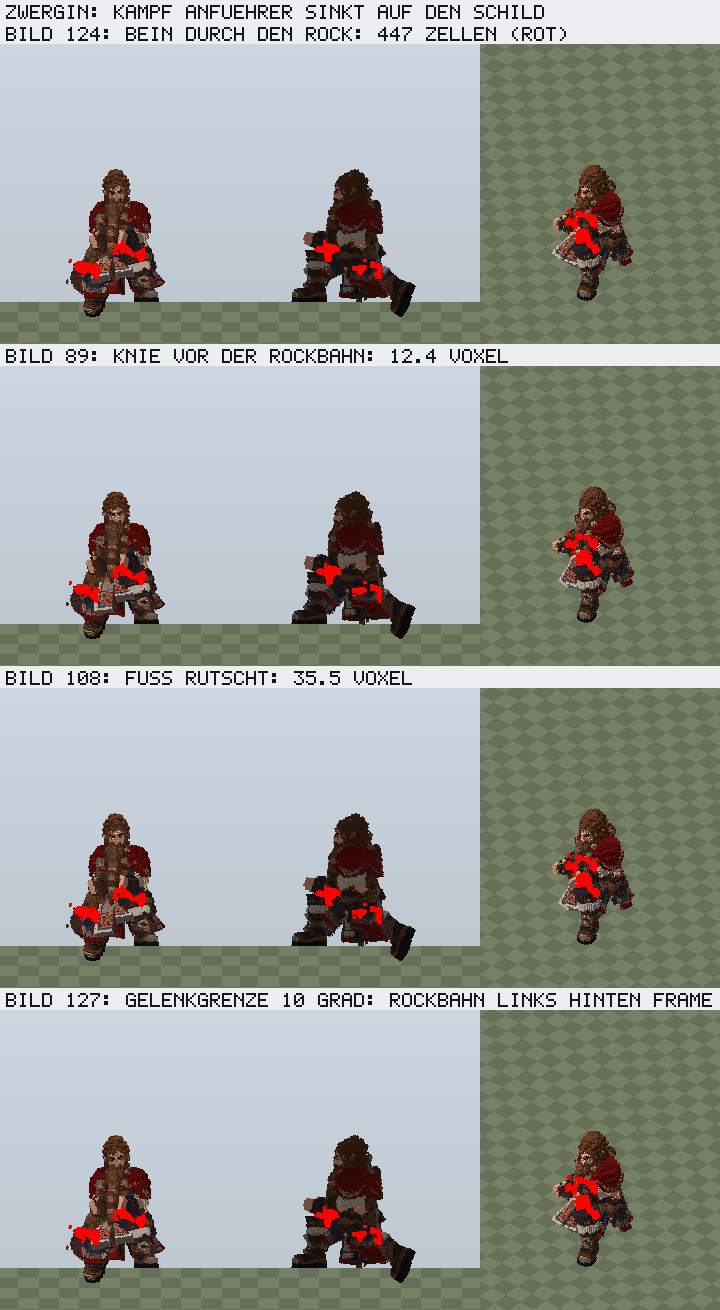 ZWERGIN: KAMPF ANFUEHRER SINKT AUF DEN SCHILD
BILD 124: BEIN DURCH DEN ROCK: 447 ZELLEN (ROT)
BILD 89: KNIE VOR DER ROCKBAHN: 12.4 VOXEL
BILD 108: FUSS RUTSCHT: 35.5 VOXEL
BILD 127: GELENKGRENZE 10 GRAD: ROCKBAHN LINKS HINTEN FRAME